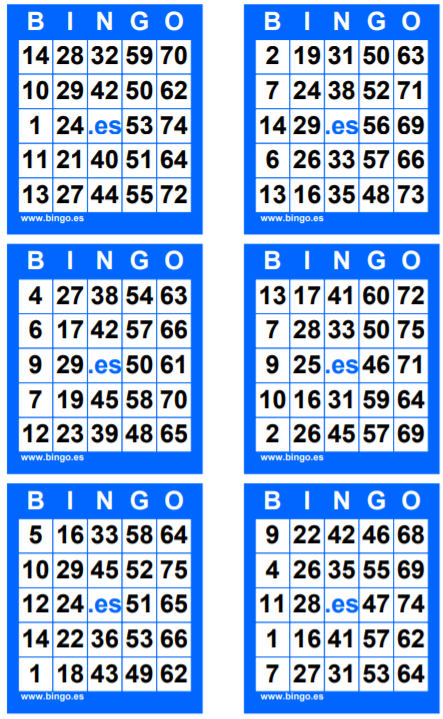 B I N G O
14 28 32 59 70
10 29 42 50 62
1 24 .es 53 74
11 21 40 51 64
13 27 44 55 72
www.bingo.es
B I N G O
2 19 31 50 63
7 24 38 52 71
14 29 .es 56 69
6 26 33 57 66
13 16 35 48 73
www.bingo.es
B I N G O
4 27 38 54 63
6 17 42 57 66
9 29 .es 50 61
7 19 45 58 70
12 23 39 48 65
www.bingo.es
B I N G O
13 17 41 60 72
7 28 33 50 75
9 25 .es 46 71
10 16 31 59 64
2 26 45 57 69
www.bingo.es
B I N G O
5 16 33 58 64
10 29 45 52 75
12 24 .es 51 65
14 22 36 53 66
1 18 43 49 62
www.bingo.es
B I N G O
9 22 42 46 68
4 26 35 55 69
11 28 .es 47 74
1 16 41 57 62
7 27 31 53 64
www.bingo.es